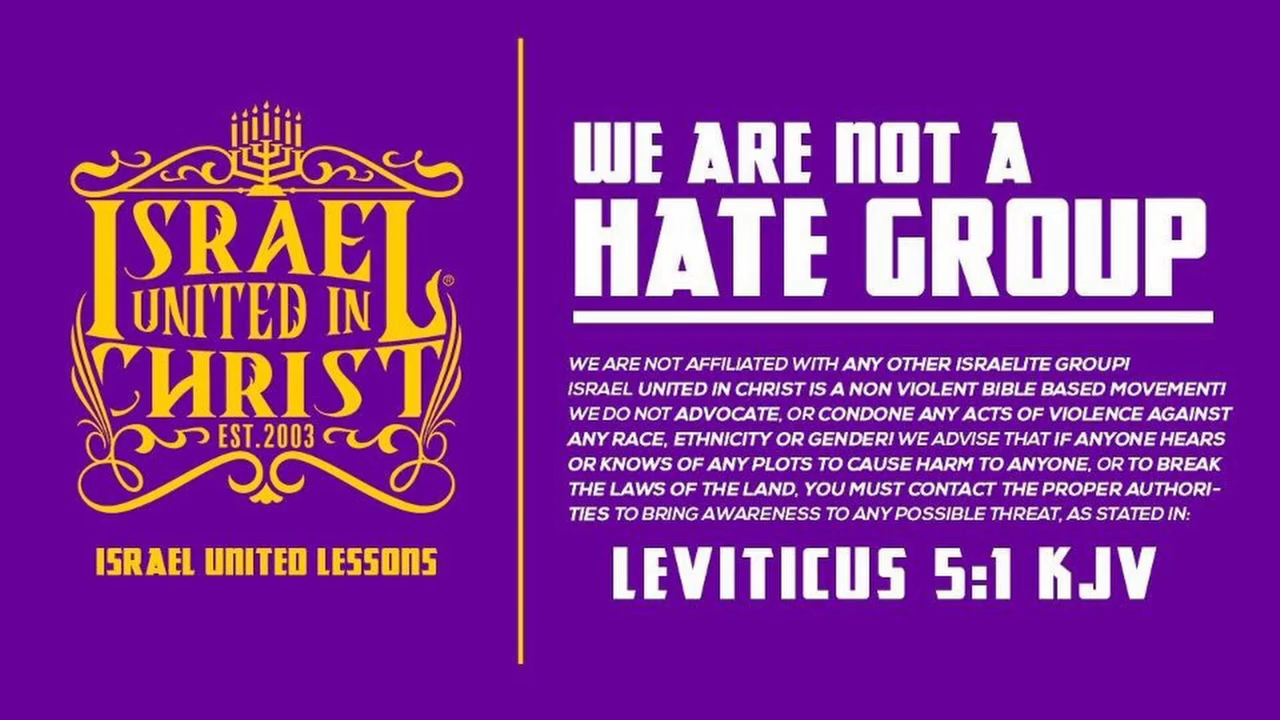 ISRAEL
UNITED IN
CHRIST
EST. 2003
ISRAEL UNITED LESSONS
WE ARE NOT A
HATE GROUP
WE ARE NOT AFFILIATED WITH ANY OTHER ISRAELITE GROUP!
ISRAEL UNITED IN CHRIST IS A NON VIOLENT BIBLE BASED MOVEMENT!
WE DO NOT ADVOCATE, OR CONDONE ANY ACTS OF VIOLENCE AGAINST
ANY RACE, ETHNICITY OR GENDER! WE ADVISE THAT IF ANYONE HEARS
OR KNOWS OF ANY PLOTS TO CAUSE HARM TO ANYONE, OR TO BREAK
THE LAWS OF THE LAND, YOU MUST CONTACT THE PROPER AUTHORI-
TIES TO BRING AWARENESS TO ANY POSSIBLE THREAT, AS STATED IN:
LEVITICUS 5:1 KJV